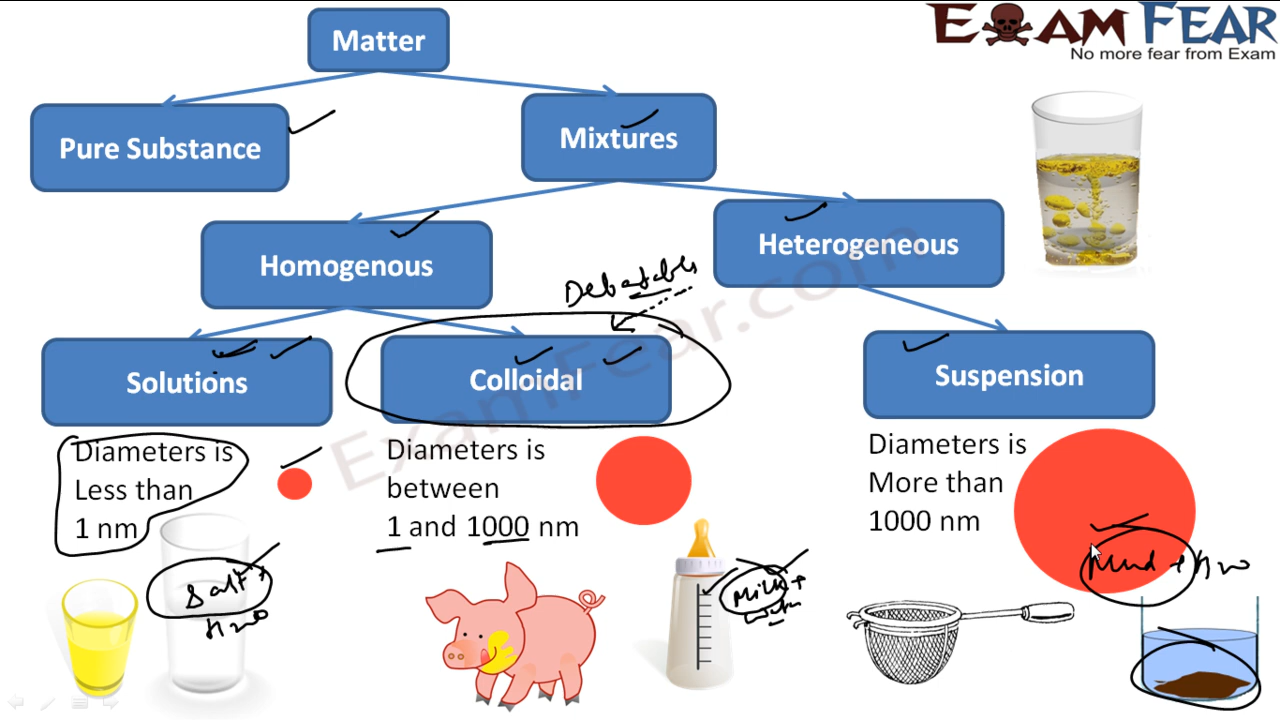 EXAM FEAR
No more fear from Exam
Matter
Pure Substance
Mixtures
Homogenous
Heterogeneous
Debatable
Solutions
Colloidal
Suspension
Diameters is
Less than
1 nm
Diameters is
between
1 and 1000 nm
Diameters is
More than
1000 nm
Salt +
H2O
Milk +
water
Mud + H2O
ExamFear.com